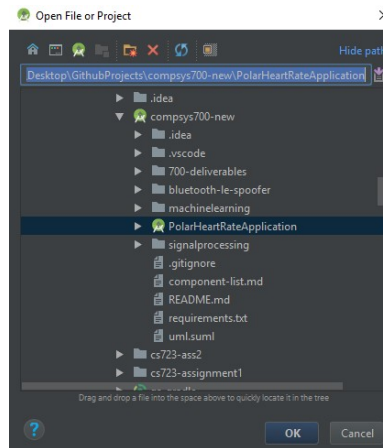 Open File or Project
Hide path
Desktop\GithubProjects\compsys700-new\PolarHeartRateApplication
.idea
compsys700-new
.idea
.vscode
700-deliverables
bluetooth-le-spoofer
machinelearning
PolarHeartRateApplication
signalprocessing
.gitignore
component-list.md
README.md
requirements.txt
uml.suml
cs723-ass2
cs723-assignment1
Drag and drop a file into the space above to quickly locate it in the tree
? OK Cancel